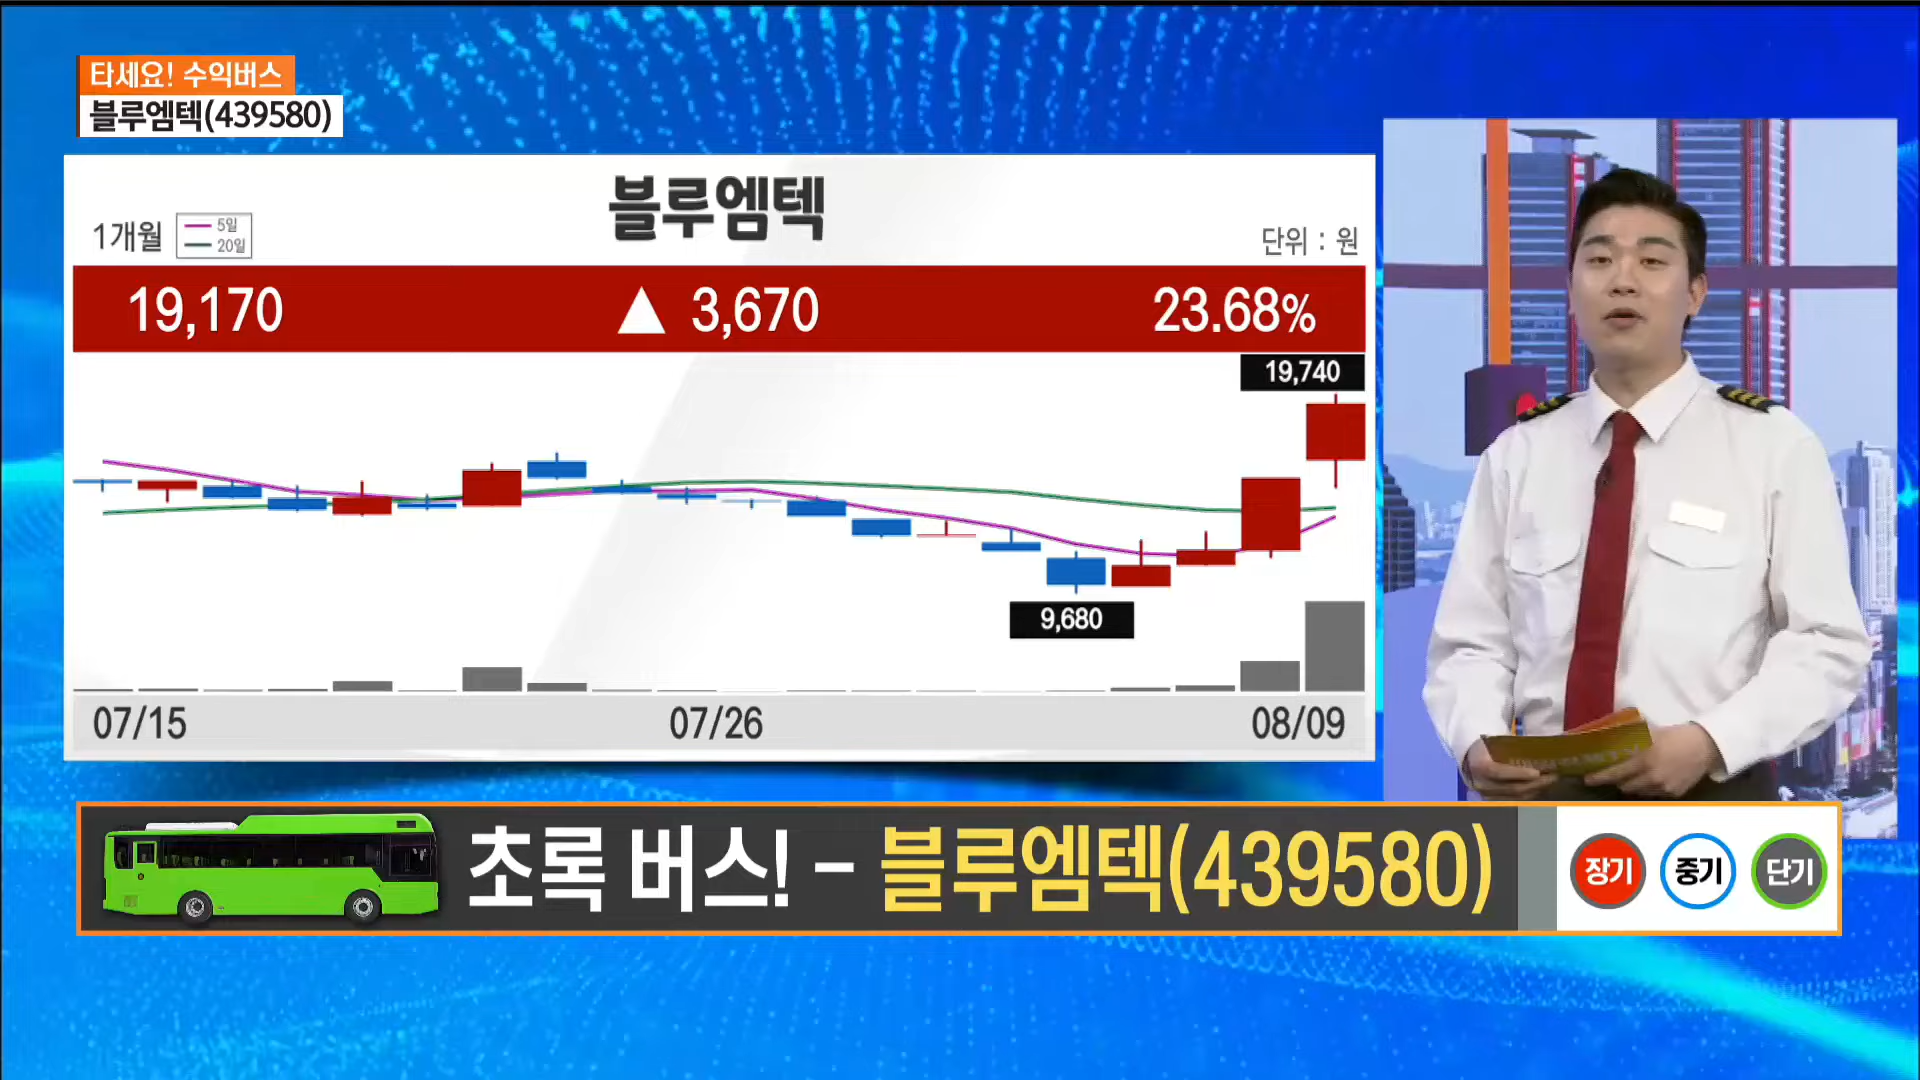 타세요! 수익버스
블루엠텍(439580)
블루엠텍
1개월
5일
20일
단위 : 원
19,170 ▲ 3,670 23.68%
19,740
9,680
07/15 07/26 08/09
초록 버스! - 블루엠텍(439580)
장기 중기 단기